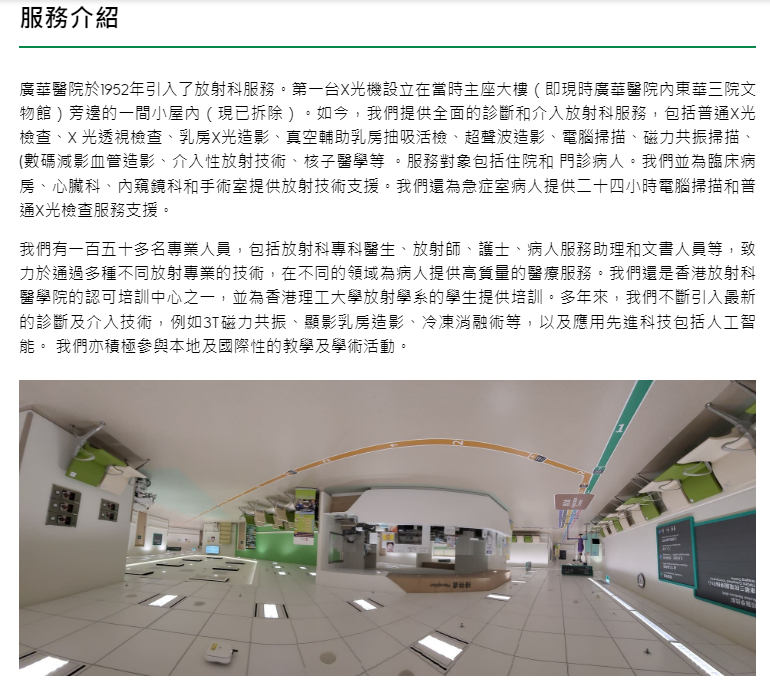 服務介紹
廣華醫院於1952年引入了放射科服務。第一台X光機設立在當時主座大樓（即現時廣華醫院內東華三院文
物館）旁邊的一間小屋內（現已拆除）。如今，我們提供全面的診斷和介入放射科服務，包括普通X光
檢查、X 光透視檢查、乳房X光造影、真空輔助乳房抽吸活檢、超聲波造影、電腦掃描、磁力共振掃描、
(數碼減影血管造影、介入性放射技術、核子醫學等 。服務對象包括住院和 門診病人。我們並為臨床病
房、心臟科、內窺鏡科和手術室提供放射技術支援。我們還為急症室病人提供二十四小時電腦掃描和普
通X光檢查服務支援。
我們有一百五十多名專業人員，包括放射科專科醫生、放射師、護士、病人服務助理和文書人員等，致
力於通過多種不同放射專業的技術，在不同的領域為病人提供高質量的醫療服務。我們還是香港放射科
醫學院的認可培訓中心之一，並為香港理工大學放射學系的學生提供培訓。多年來，我們不斷引入最新
的診斷及介入技術，例如3T磁力共振、顯影乳房造影、冷凍消融術等，以及應用先進科技包括人工智
能。 我們亦積極參與本地及國際性的教學及學術活動。
1
2